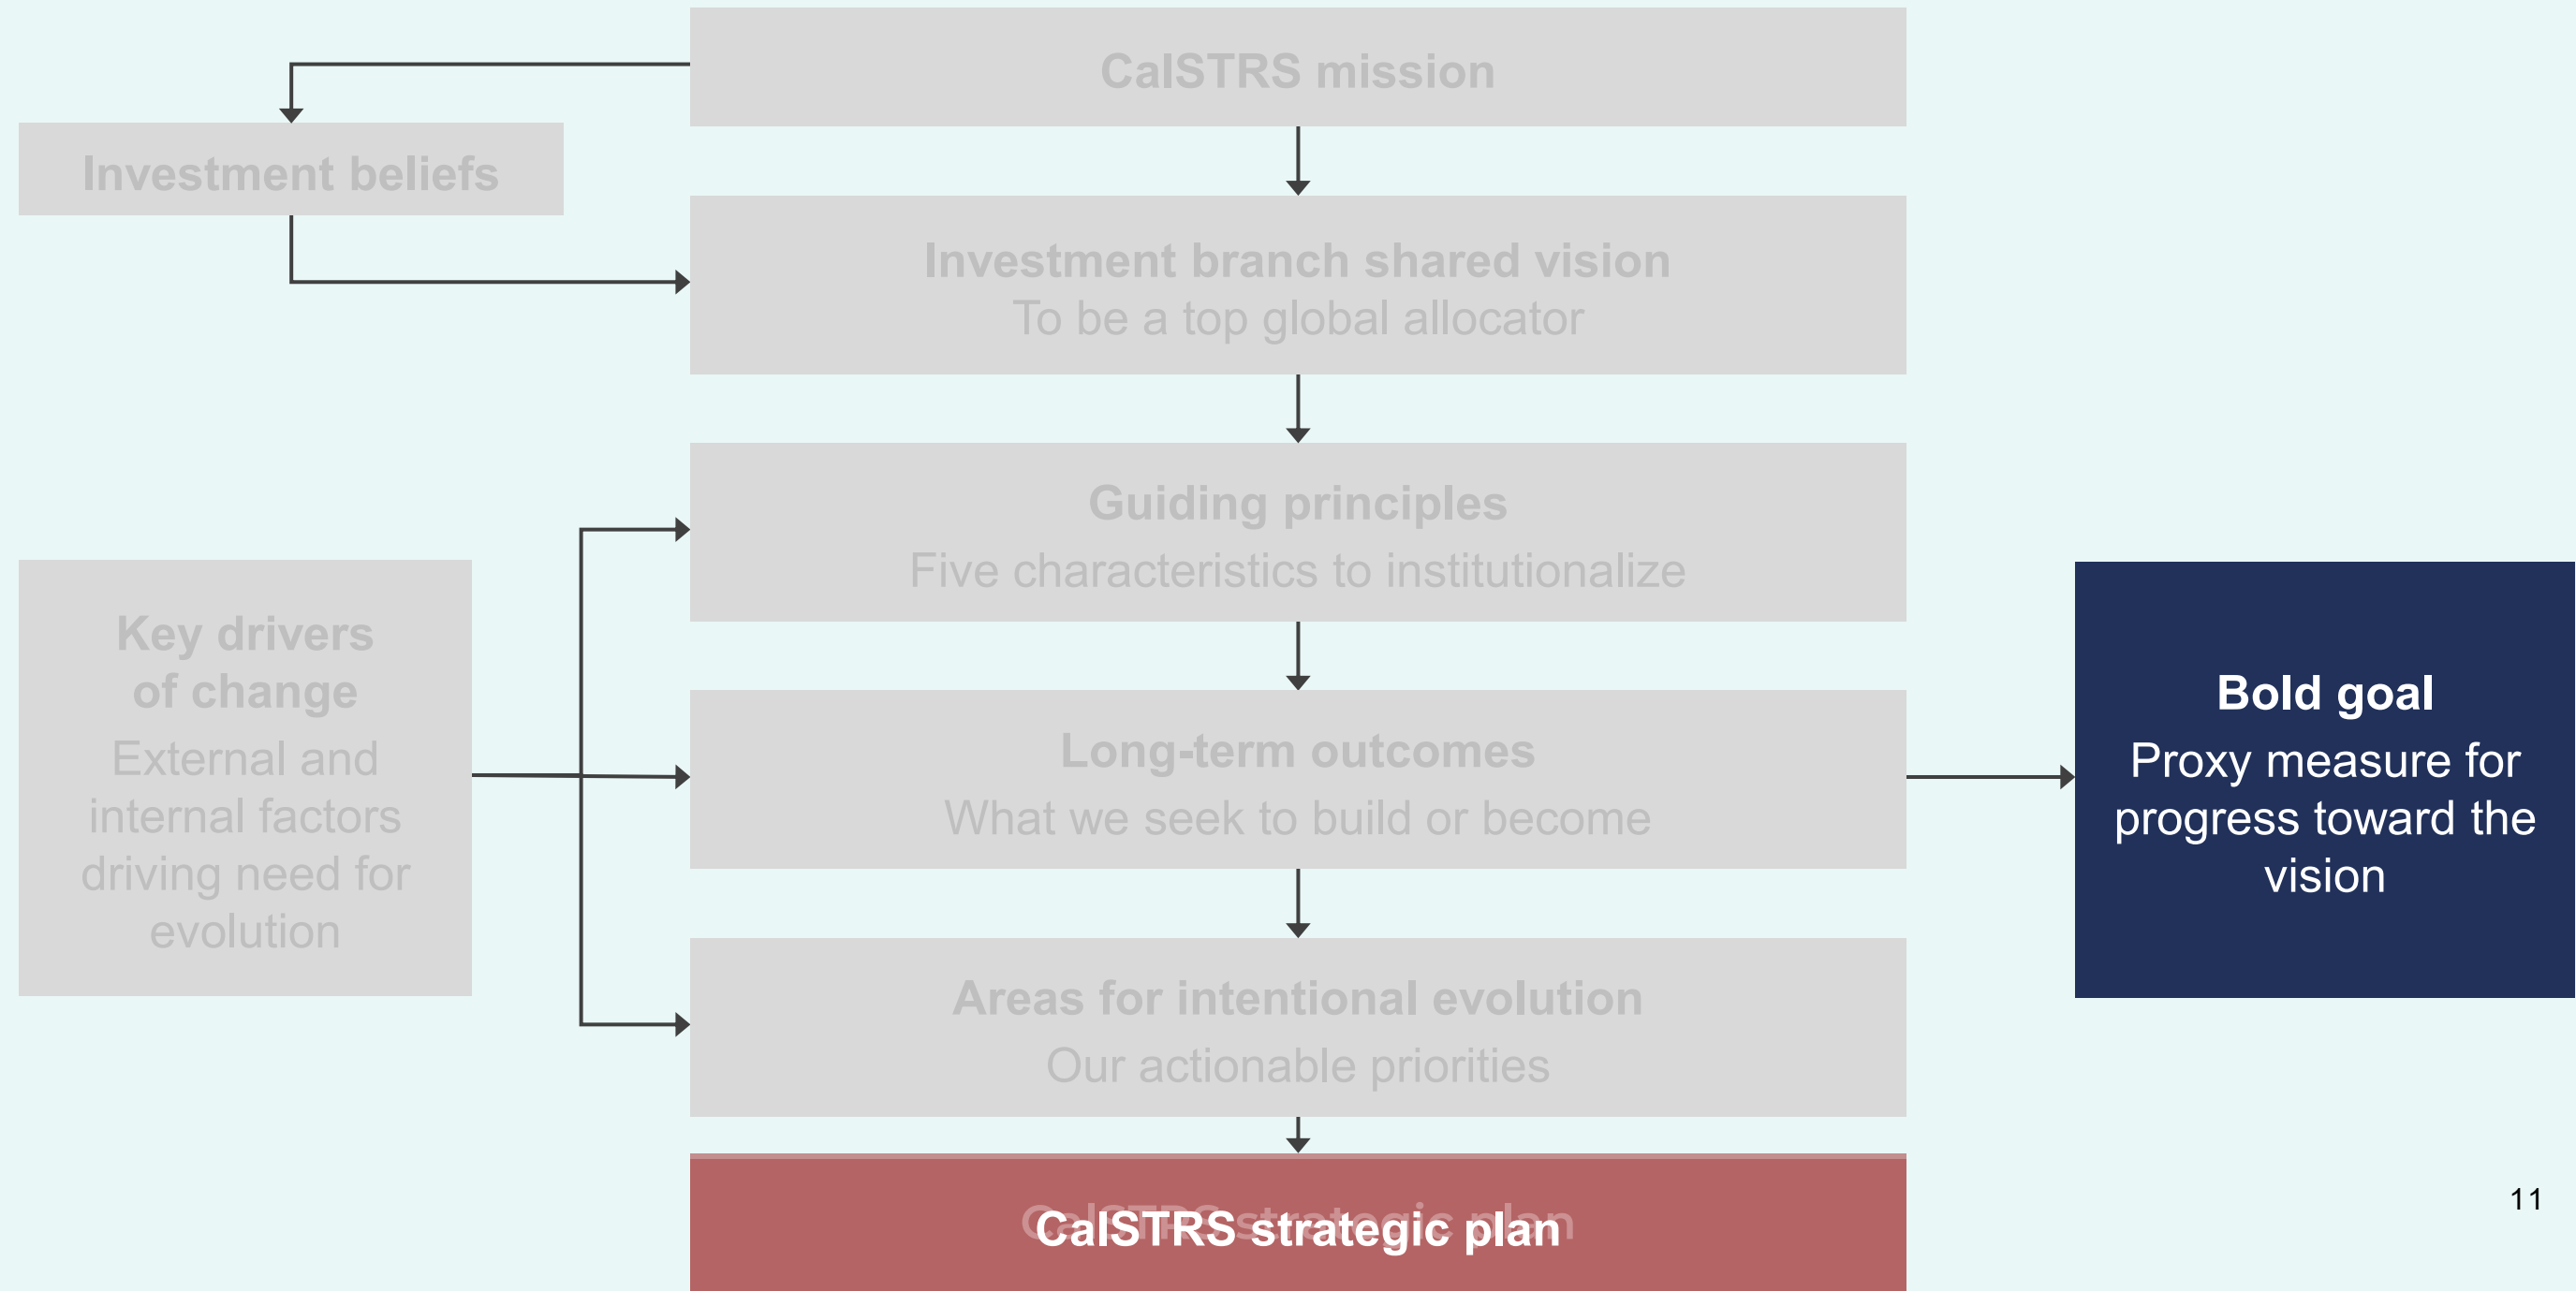 CalSTRS mission
Investment beliefs
Investment branch shared vision
To be a top global allocator
Guiding principles
Five characteristics to institutionalize
Key drivers
of change
External and
internal factors
driving need for
evolution
Long-term outcomes
What we seek to build or become
Bold goal
Proxy measure for
progress toward the
vision
Areas for intentional evolution
Our actionable priorities
CalSTRS strategic plan
CalSTRS strategic plan
11